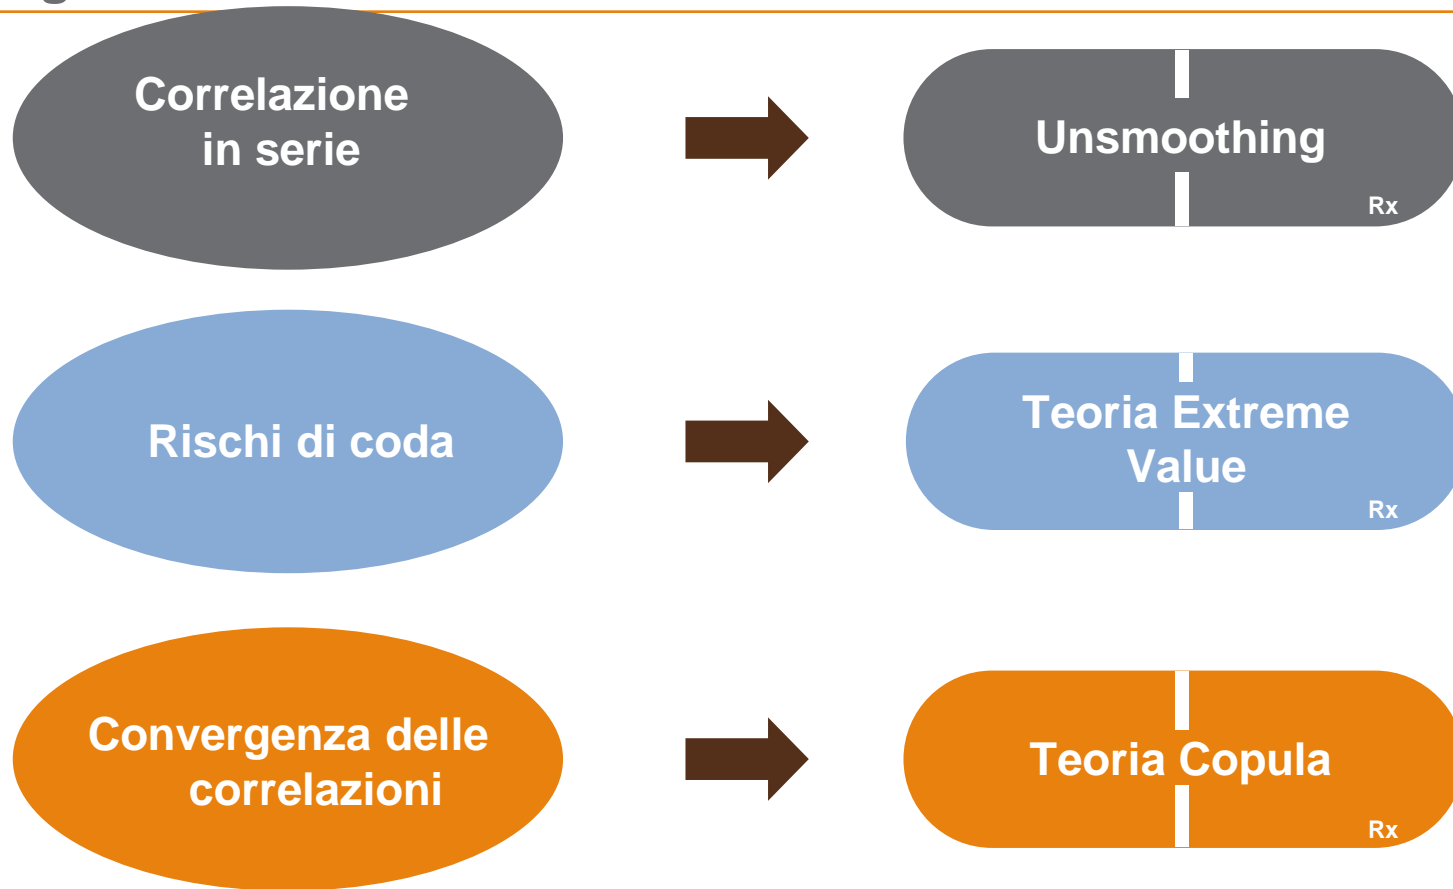 Correlazione
in serie
Unsmoothing
Rx
Rischi di coda
Teoria Extreme
Value
Rx
Convergenza delle
correlazioni
Teoria Copula
Rx